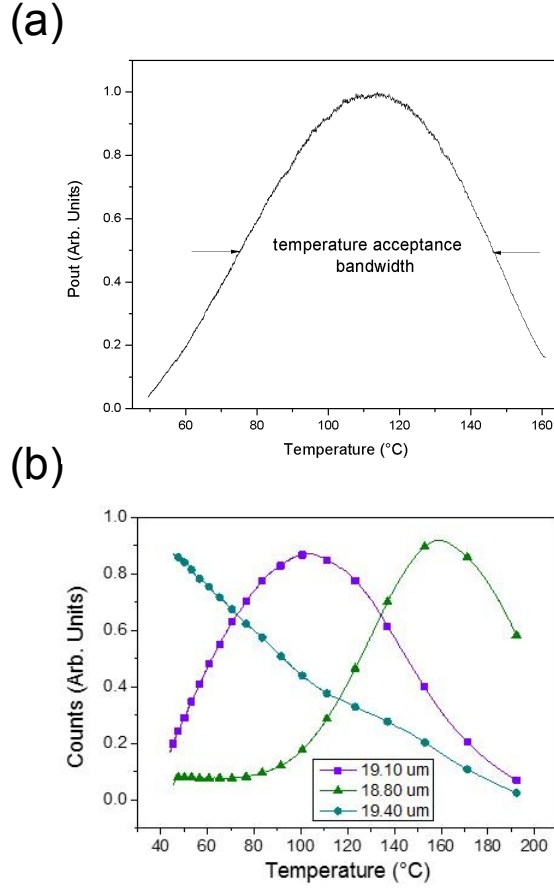 (a)
1.0
0.8
0.6
0.4
0.2
0.0
Pout (Arb. Units)
temperature acceptance
bandwidth
60 80 100 120 140 160
Temperature (°C)
(b)
1.0
0.8
0.6
0.4
0.2
0.0
Counts (Arb. Units)
19.10 um
18.80 um
19.40 um
40 60 80 100 120 140 160 180 200
Temperature (°C)